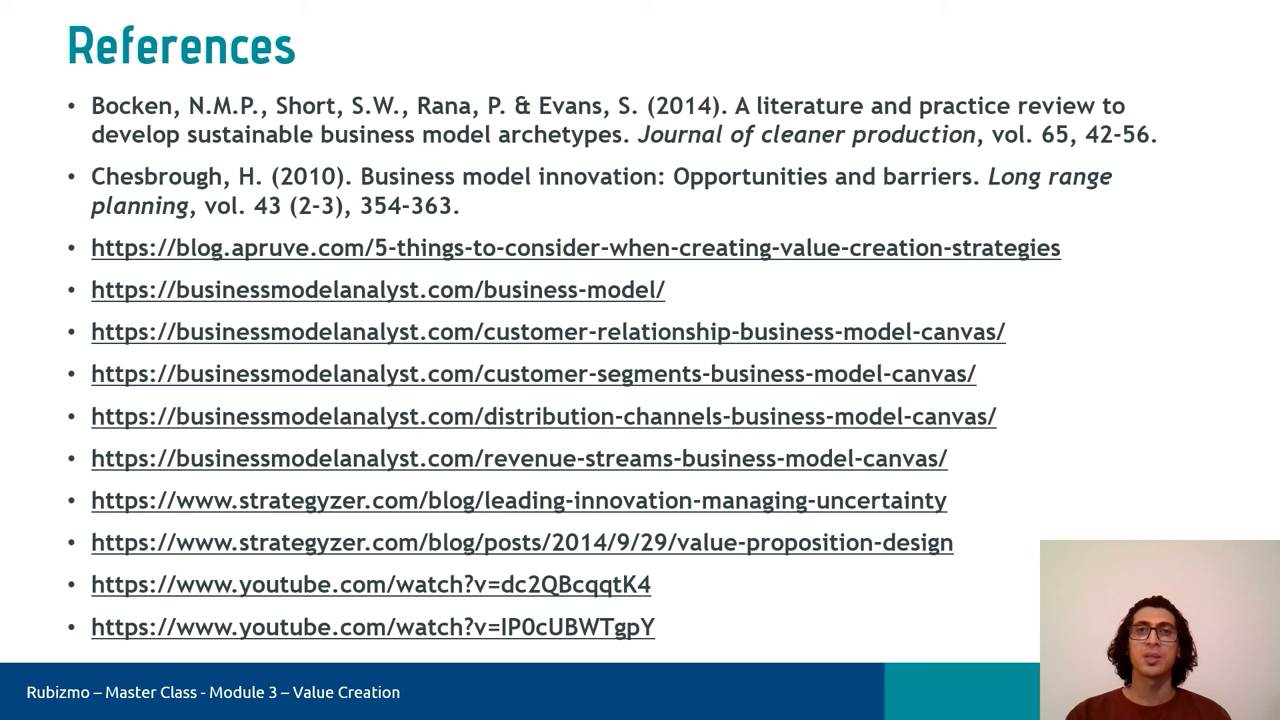 References
• Bocken, N.M.P., Short, S.W., Rana, P. & Evans, S. (2014). A literature and practice review to
develop sustainable business model archetypes. Journal of cleaner production, vol. 65, 42-56.
• Chesbrough, H. (2010). Business model innovation: Opportunities and barriers. Long range
planning, vol. 43 (2-3), 354-363.
• https://blog.apruve.com/5-things-to-consider-when-creating-value-creation-strategies
• https://businessmodelanalyst.com/business-model/
• https://businessmodelanalyst.com/customer-relationship-business-model-canvas/
• https://businessmodelanalyst.com/customer-segments-business-model-canvas/
• https://businessmodelanalyst.com/distribution-channels-business-model-canvas/
• https://businessmodelanalyst.com/revenue-streams-business-model-canvas/
• https://www.strategyzer.com/blog/leading-innovation-managing-uncertainty
• https://www.strategyzer.com/blog/posts/2014/9/29/value-proposition-design
• https://www.youtube.com/watch?v=dc2QBcqqtK4
• https://www.youtube.com/watch?v=IP0cUBWTgpY
Rubizmo – Master Class - Module 3 – Value Creation